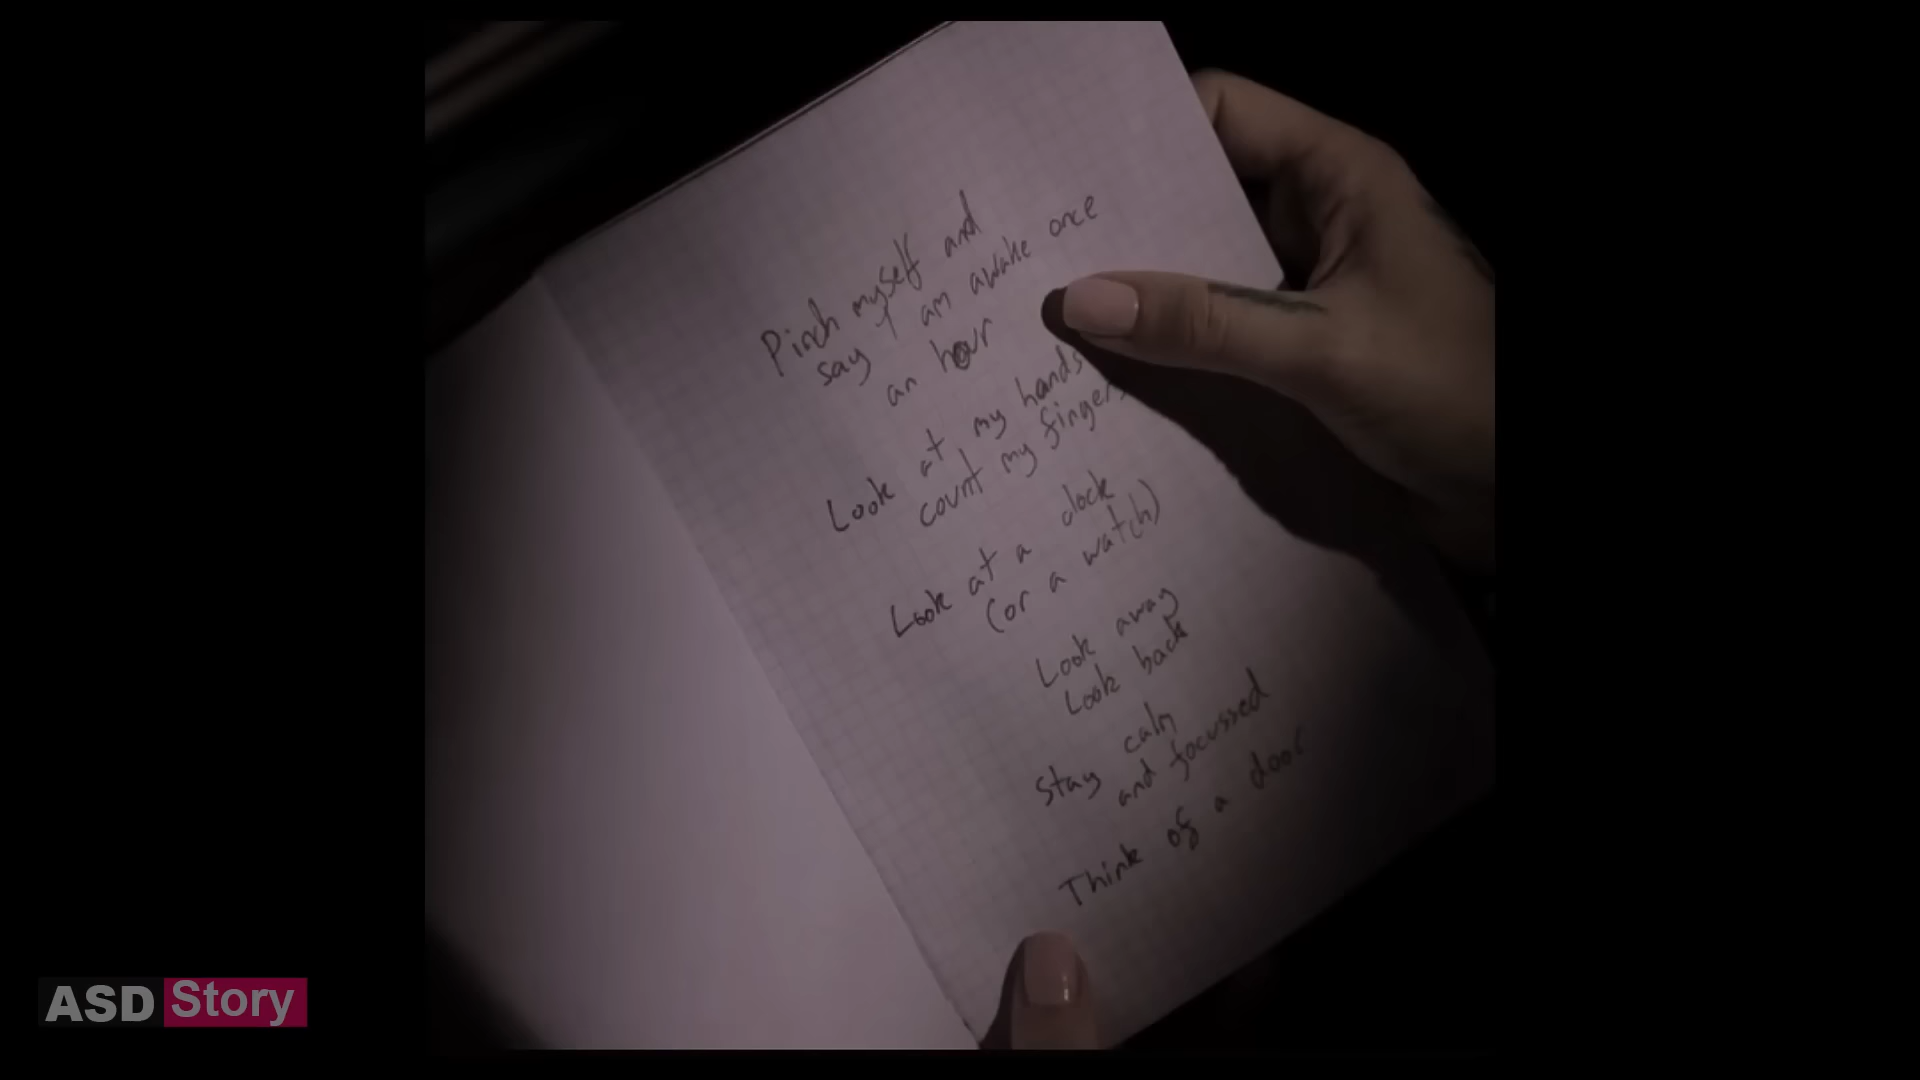 Pinch myself and
say I am awake once
an hour
Look at my hands
count my fingers
Look at a clock
(or a watch)
Look away
Look back
Stay calm
and focussed
Think of a door
ASD Story